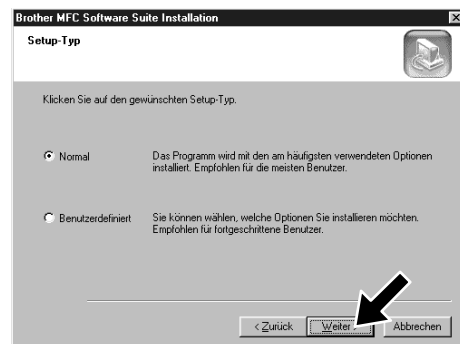 Brother MFC Software Suite Installation
Setup-Typ
Klicken Sie auf den gewünschten Setup-Typ.
Normal
Das Programm wird mit den am häufigsten verwendeten Optionen
installiert. Empfohlen für die meisten Benutzer.
Benutzerdefiniert
Sie können wählen, welche Optionen Sie installieren möchten.
Empfohlen für fortgeschrittene Benutzer.
< Zurück
Weiter
Abbrechen